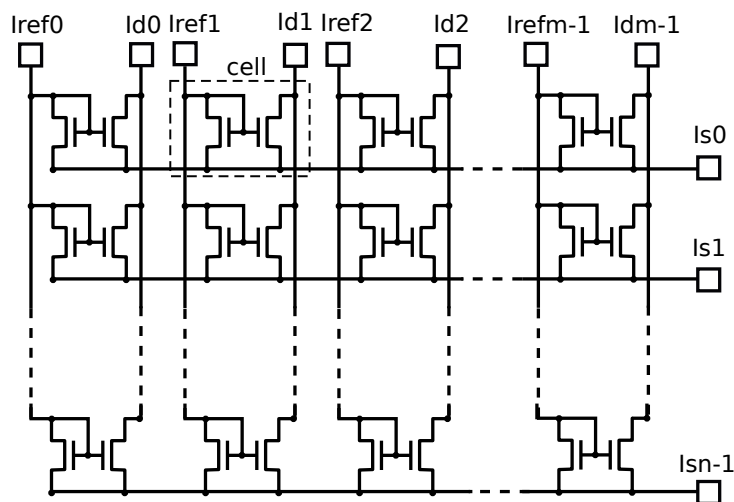 Iref0 Id0 Iref1 Id1 Iref2 Id2 Irefm-1 Idm-1
cell
Is0
Is1
Isn-1